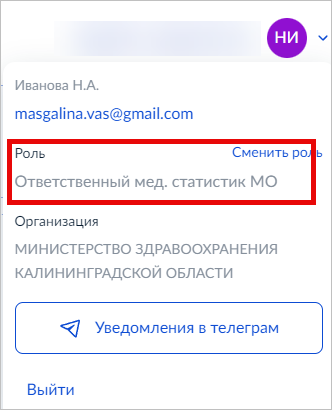 НИ
Иванова Н.А.
masgalina.vas@gmail.com
Роль Сменить роль
Ответственный мед. статистик МО
Организация
МИНИСТЕРСТВО ЗДРАВООХРАНЕНИЯ
КАЛИНИНГРАДСКОЙ ОБЛАСТИ
Уведомления в телеграм
Выйти